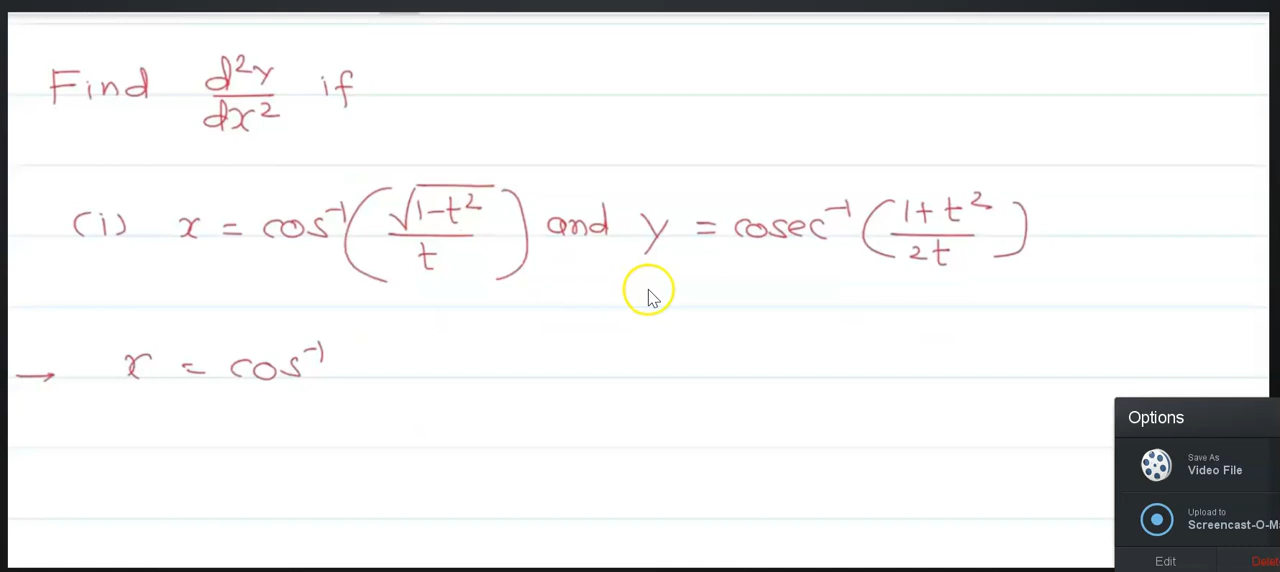 Find d²y/dx² if
(i) x = cos⁻¹(√(1-t²)/t) and y = cosec⁻¹((1+t²)/2t)
→ x = cos⁻¹
Options
Save As
Video File
Upload to
Screencast-O-Ma
Edit